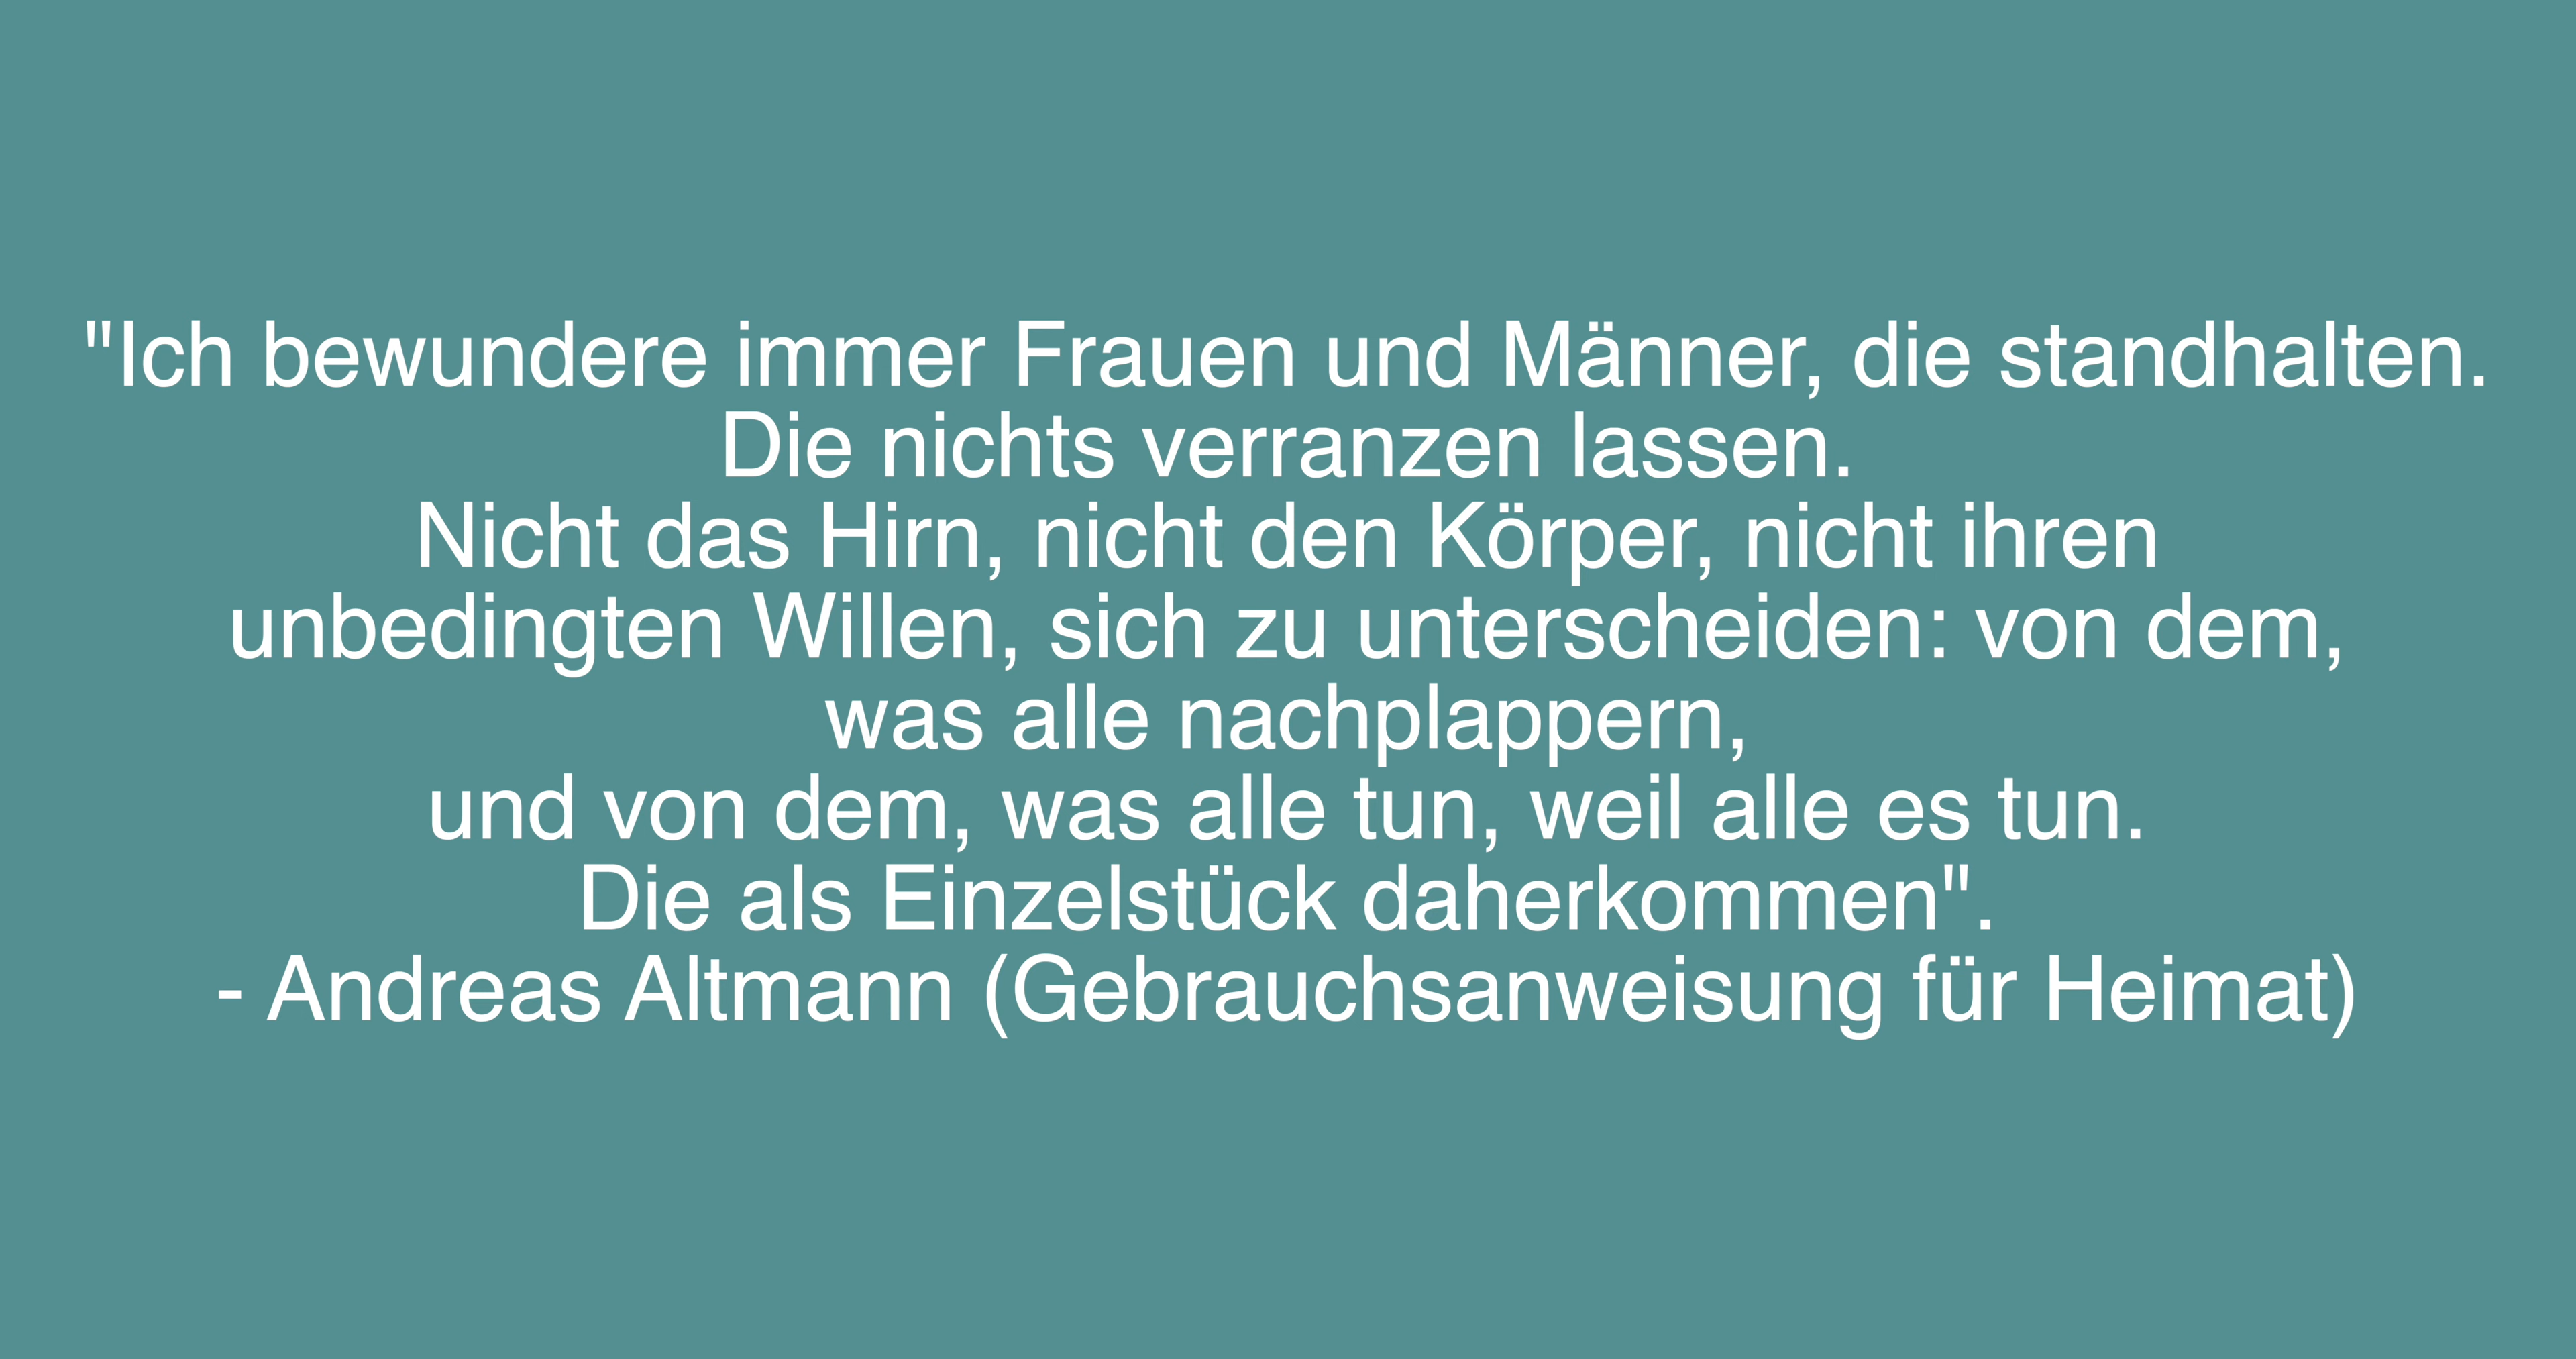 "Ich bewundere immer Frauen und Männer, die standhalten.
Die nichts verranzen lassen.
Nicht das Hirn, nicht den Körper, nicht ihren
unbedingten Willen, sich zu unterscheiden: von dem,
was alle nachplappern,
und von dem, was alle tun, weil alle es tun.
Die als Einzelstück daherkommen".
- Andreas Altmann (Gebrauchsanweisung für Heimat)